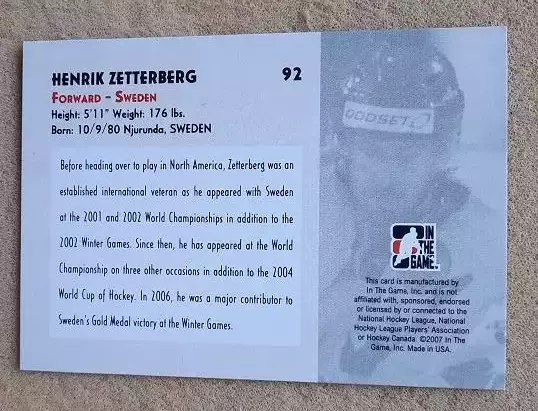 HENRIK ZETTERBERG 92
FORWARD - SWEDEN
Height: 5'11" Weight: 176 lbs.
Born: 10/9/80 Njurunda, SWEDEN
Before heading over to play in North America, Zetterberg was an
established international veteran as he appeared with Sweden
at the 2001 and 2002 World Championships in addition to the
2002 Winter Games. Since then, he has appeared at the World
Championship on three other occasions in addition to the 2004
World Cup of Hockey. In 2006, he was a major contributor to
Sweden's Gold Medal victory at the Winter Games.
ODDSET
IN
THE
GAME
This card is manufactured by
In The Game, Inc. and is not
affiliated with, sponsored, endorsed
or licensed by or connected to the
National Hockey League, National
Hockey League Players' Association
or Hockey Canada. ©2007 In The
Game, Inc. Made in USA.